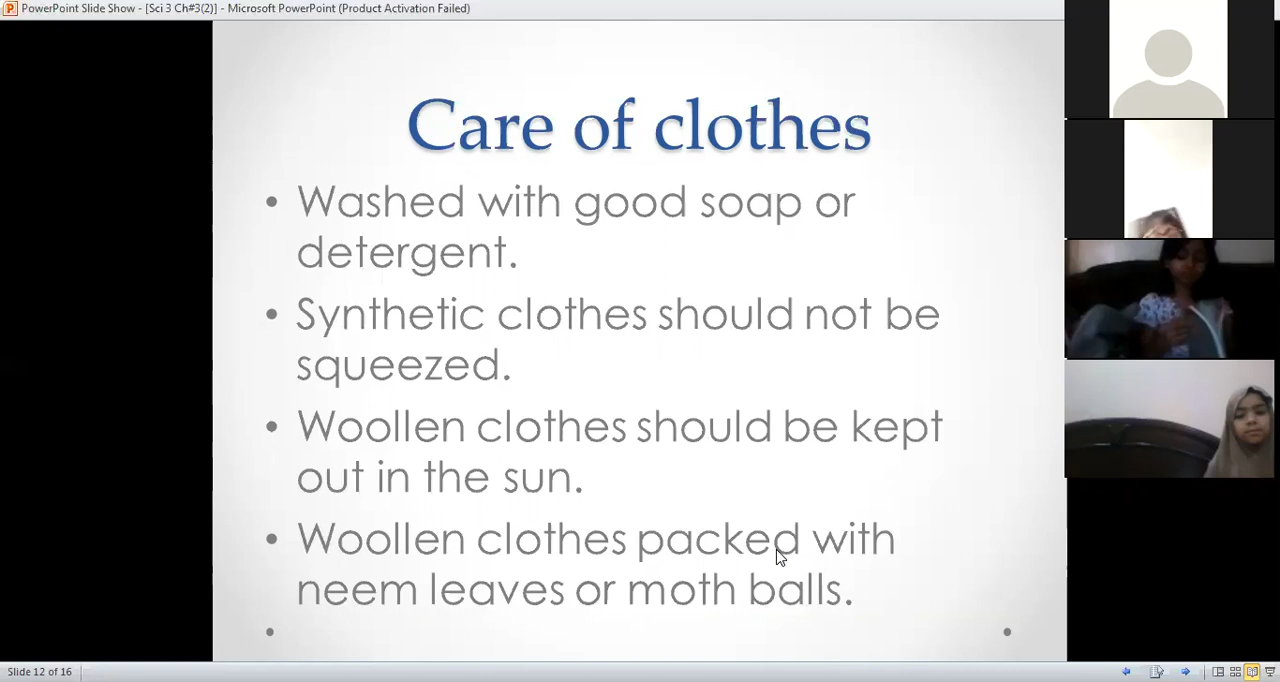 PowerPoint Slide Show - [Sci 3 Ch#3(2)] - Microsoft PowerPoint (Product Activation Failed)
Care of clothes
• Washed with good soap or
detergent.
• Synthetic clothes should not be
squeezed.
• Woollen clothes should be kept
out in the sun.
• Woollen clothes packed with
neem leaves or moth balls.
Slide 12 of 16